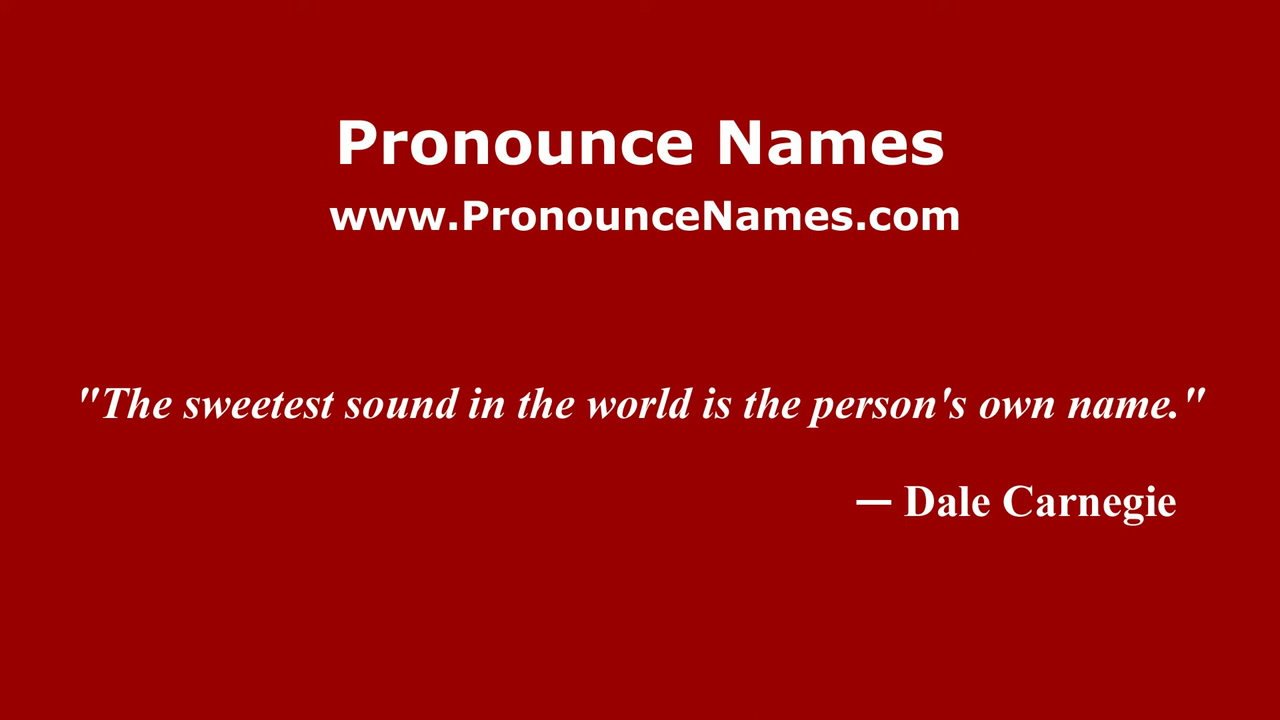 Pronounce Names
www.PronounceNames.com
"The sweetest sound in the world is the person's own name."
— Dale Carnegie